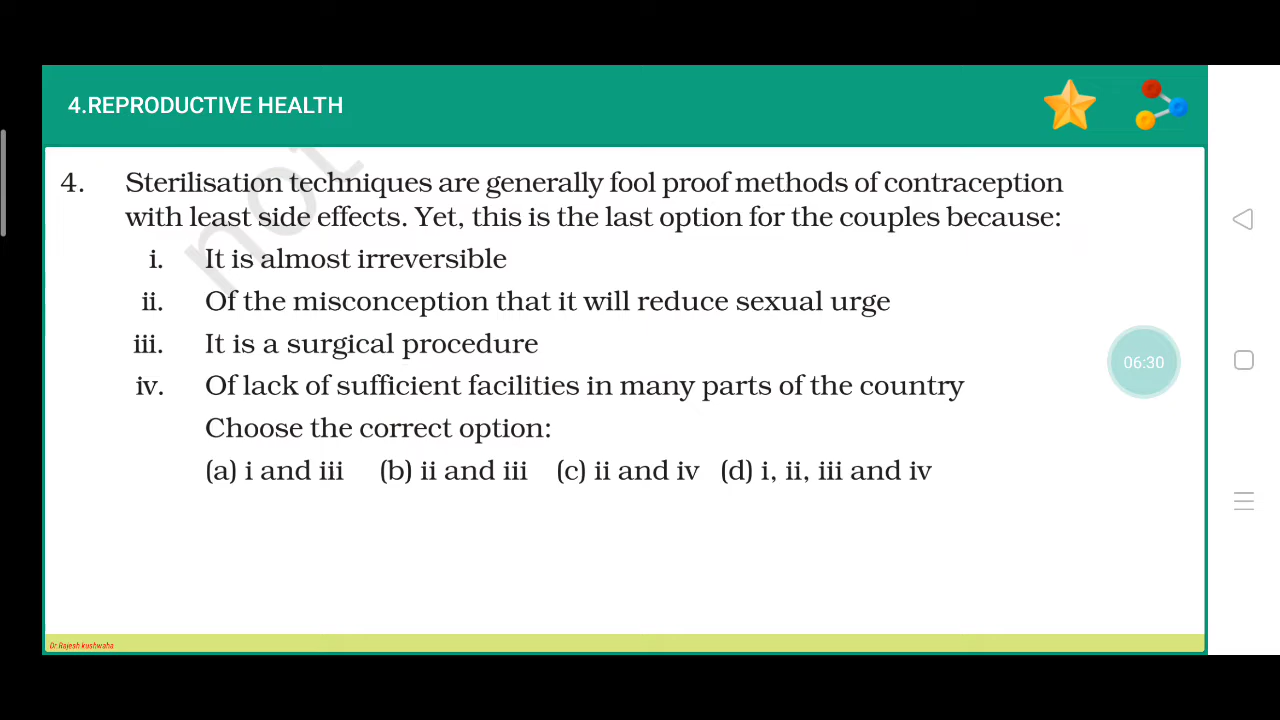 4.REPRODUCTIVE HEALTH
not
4. Sterilisation techniques are generally fool proof methods of contraception
with least side effects. Yet, this is the last option for the couples because:
i. It is almost irreversible
ii. Of the misconception that it will reduce sexual urge
iii. It is a surgical procedure
06:30
iv. Of lack of sufficient facilities in many parts of the country
Choose the correct option:
(a) i and iii (b) ii and iii (c) ii and iv (d) i, ii, iii and iv
Dr. Rajesh kushwaha